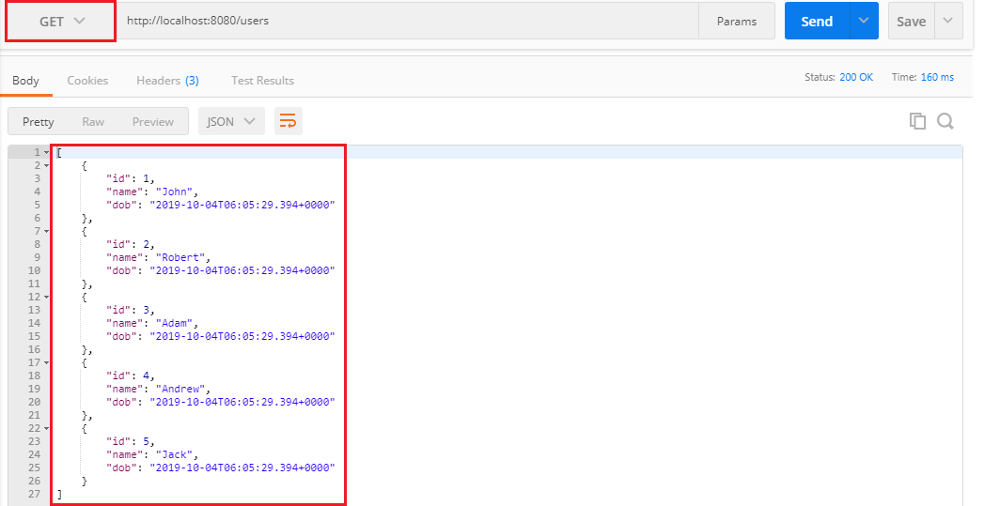 GET http://localhost:8080/users Params Send Save
Body Cookies Headers (3) Test Results Status: 200 OK Time: 160 ms
Pretty Raw Preview JSON
1 [
2 {
3 "id": 1,
4 "name": "John",
5 "dob": "2019-10-04T06:05:29.394+0000"
6 },
7 {
8 "id": 2,
9 "name": "Robert",
10 "dob": "2019-10-04T06:05:29.394+0000"
11 },
12 {
13 "id": 3,
14 "name": "Adam",
15 "dob": "2019-10-04T06:05:29.394+0000"
16 },
17 {
18 "id": 4,
19 "name": "Andrew",
20 "dob": "2019-10-04T06:05:29.394+0000"
21 },
22 {
23 "id": 5,
24 "name": "Jack",
25 "dob": "2019-10-04T06:05:29.394+0000"
26 }
27 ]